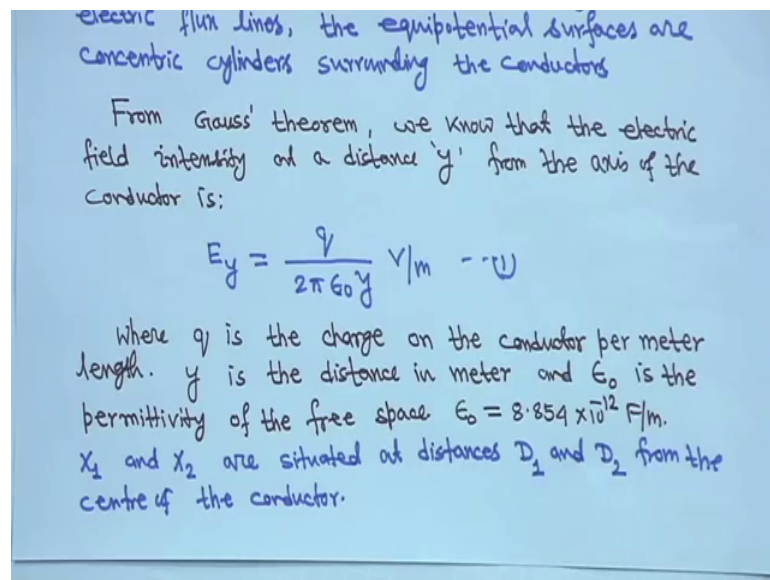 electric flux lines, the equipotential surfaces are
concentric cylinders surrounding the conductors
From Gauss' theorem, we know that the electric
field intensity at a distance 'y' from the axis of the
conductor is:
E_y = q / (2π ϵ₀ y) V/m --- (1)
where q is the charge on the conductor per meter
length. y is the distance in meter and ϵ₀ is the
permittivity of the free space ϵ₀ = 8.854 x 10⁻¹² F/m.
X₁ and X₂ are situated at distances D₁ and D₂ from the
centre of the conductor.